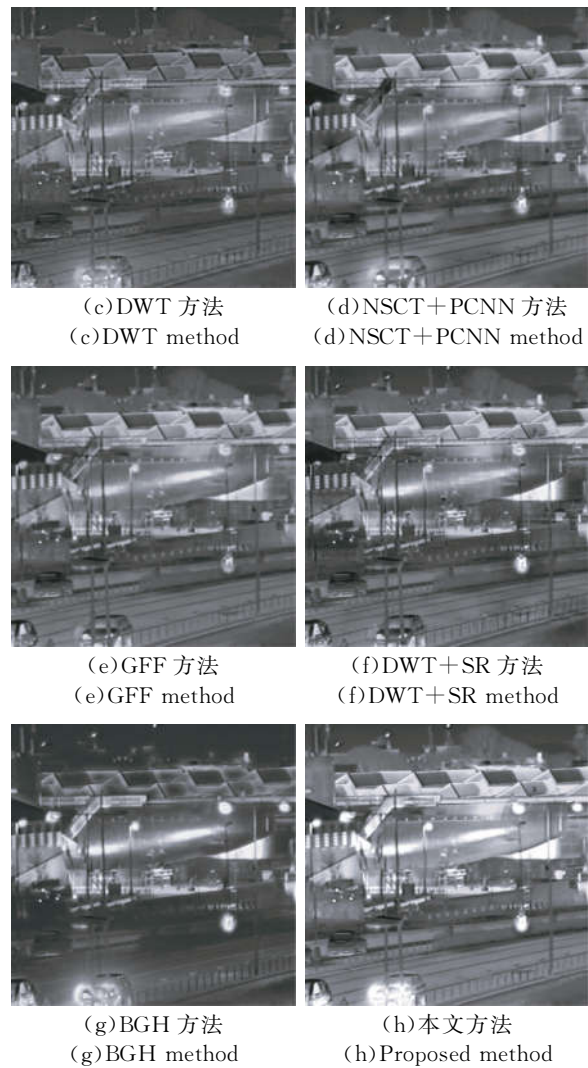 (c)DWT 方法
(c)DWT method
(d)NSCT+PCNN 方法
(d)NSCT+PCNN method
(e)GFF 方法
(e)GFF method
(f)DWT+SR 方法
(f)DWT+SR method
(g)BGH 方法
(g)BGH method
(h)本文方法
(h)Proposed method